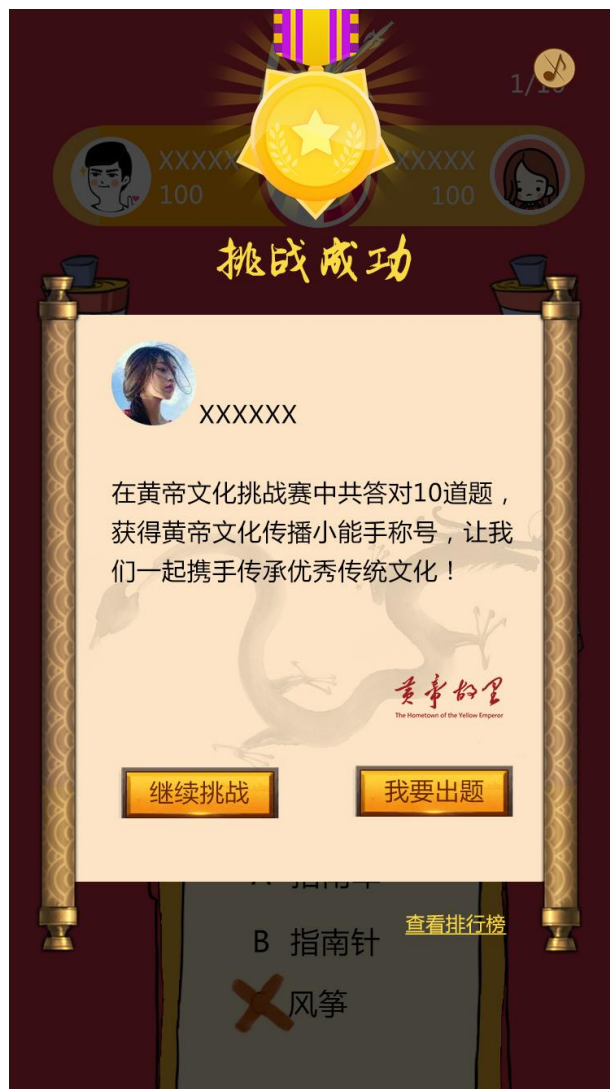 1/10
XXXXX
XXXXX
100
100
挑战成功
XXXXXX
在黄帝文化挑战赛中共答对10道题，
获得黄帝文化传播小能手称号，让我
们一起携手传承优秀传统文化！
黄帝故里
The Hometown of the Yellow Emperor
继续挑战
我要出题
查看排行榜
B 指南针
风筝